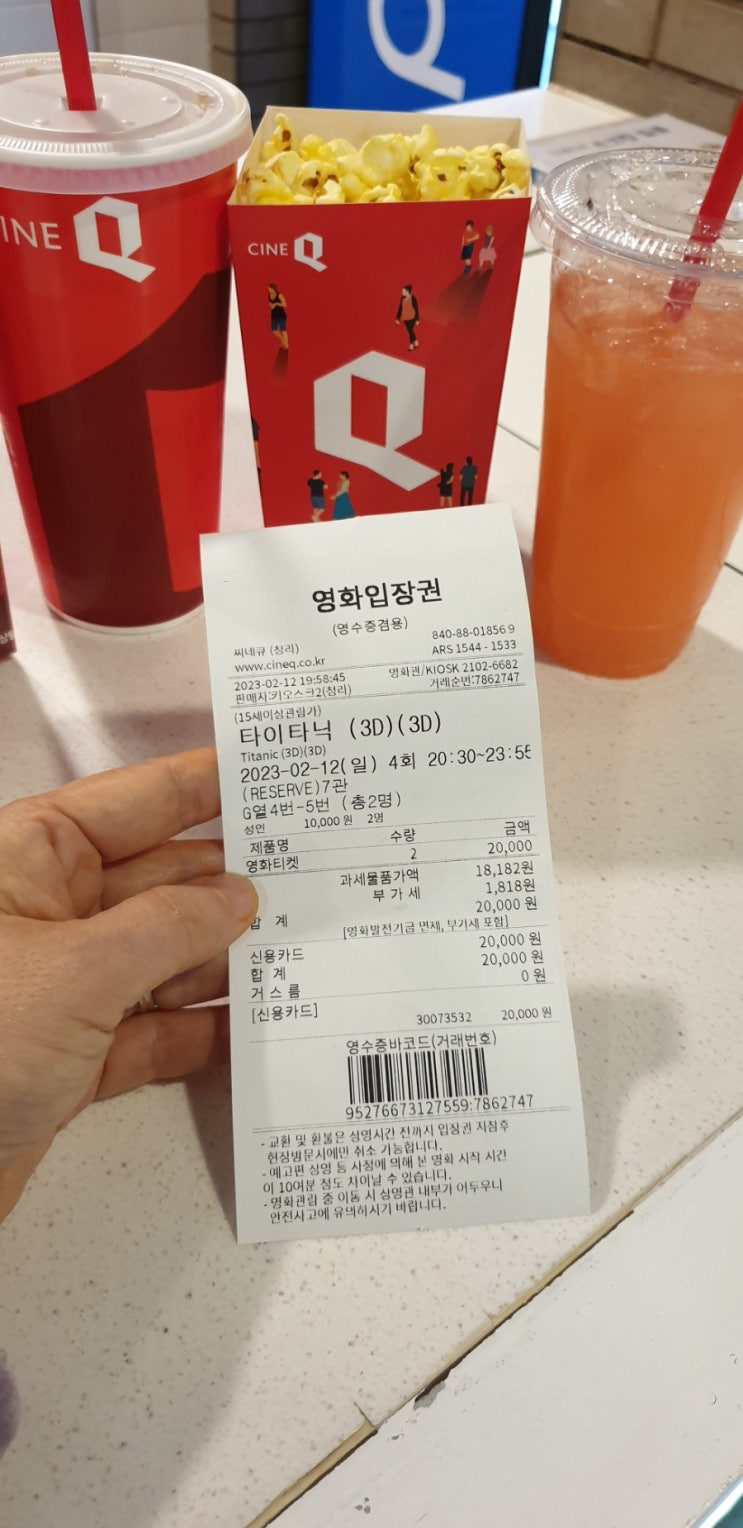 INE Q
CINE Q
Q
영화입장권
(영수증겸용)
씨네큐 (청리) 840-88-01856 9
www.cineq.co.kr ARS 1544 - 1533
2023-02-12 19:58:45 영화관/KIOSK 2102-6682
판매지:키오스크2(청리) 거래순번:7862747
(15세이상관람가)
타이타닉 (3D)(3D)
Titanic (3D)(3D)
2023-02-12(일) 4회 20:30~23:55
(RESERVE)7관
G열4번-5번 (총2명)
성인 10,000원 2명
제품명 수량 금액
영화티켓 2 20,000
과세물품가액 18,182원
부가세 1,818원
합 계 20,000원
[영화발전기금 면제, 부가세 포함]
신용카드 20,000 원
합 계 20,000 원
거스름 0 원
[신용카드] 30073532 20,000 원
영수증바코드(거래번호)
95276673127559:7862747
- 교환 및 환불은 상영시간 전까지 입장권 지참후
현장방문시에만 취소 가능합니다.
- 예고편 상영 등 사정에 의해 본 영화 시작 시간
이 10여분 정도 차이날 수 있습니다.
- 영화관람 중 이동 시 상영관 내부가 어두우니
안전사고에 유의하시기 바랍니다.